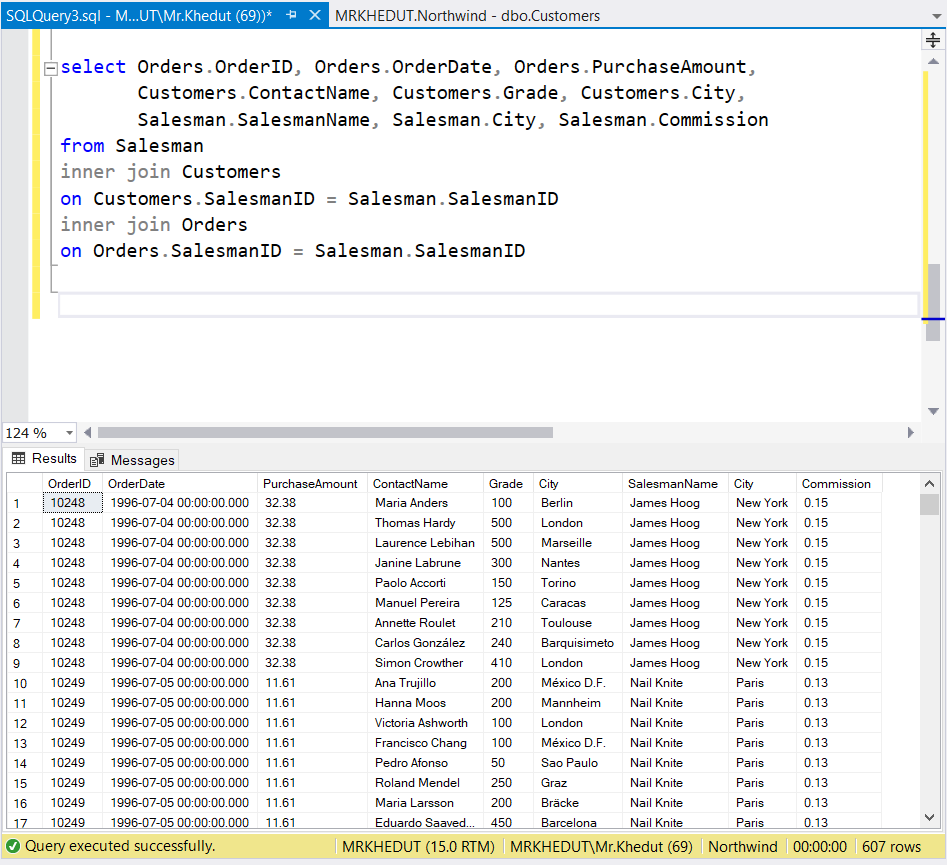 SQLQuery3.sql - M...UT\Mr.Khedut (69))* MRKHEDUT.Northwind - dbo.Customers
select Orders.OrderID, Orders.OrderDate, Orders.PurchaseAmount,
Customers.ContactName, Customers.Grade, Customers.City,
Salesman.SalesmanName, Salesman.City, Salesman.Commission
from Salesman
inner join Customers
on Customers.SalesmanID = Salesman.SalesmanID
inner join Orders
on Orders.SalesmanID = Salesman.SalesmanID
124 %
Results Messages
OrderID OrderDate PurchaseAmount ContactName Grade City SalesmanName City Commission
1 10248 1996-07-04 00:00:00.000 32.38 Maria Anders 100 Berlin James Hoog New York 0.15
2 10248 1996-07-04 00:00:00.000 32.38 Thomas Hardy 500 London James Hoog New York 0.15
3 10248 1996-07-04 00:00:00.000 32.38 Laurence Lebihan 500 Marseille James Hoog New York 0.15
4 10248 1996-07-04 00:00:00.000 32.38 Janine Labrune 300 Nantes James Hoog New York 0.15
5 10248 1996-07-04 00:00:00.000 32.38 Paolo Accorti 150 Torino James Hoog New York 0.15
6 10248 1996-07-04 00:00:00.000 32.38 Manuel Pereira 125 Caracas James Hoog New York 0.15
7 10248 1996-07-04 00:00:00.000 32.38 Annette Roulet 210 Toulouse James Hoog New York 0.15
8 10248 1996-07-04 00:00:00.000 32.38 Carlos González 240 Barquisimeto James Hoog New York 0.15
9 10248 1996-07-04 00:00:00.000 32.38 Simon Crowther 410 London James Hoog New York 0.15
10 10249 1996-07-05 00:00:00.000 11.61 Ana Trujillo 200 México D.F. Nail Knite Paris 0.13
11 10249 1996-07-05 00:00:00.000 11.61 Hanna Moos 200 Mannheim Nail Knite Paris 0.13
12 10249 1996-07-05 00:00:00.000 11.61 Victoria Ashworth 100 London Nail Knite Paris 0.13
13 10249 1996-07-05 00:00:00.000 11.61 Francisco Chang 100 México D.F. Nail Knite Paris 0.13
14 10249 1996-07-05 00:00:00.000 11.61 Pedro Afonso 50 Sao Paulo Nail Knite Paris 0.13
15 10249 1996-07-05 00:00:00.000 11.61 Roland Mendel 250 Graz Nail Knite Paris 0.13
16 10249 1996-07-05 00:00:00.000 11.61 Maria Larsson 200 Bräcke Nail Knite Paris 0.13
17 10249 1996-07-05 00:00:00.000 11.61 Eduardo Saaved... 450 Barcelona Nail Knite Paris 0.13
Query executed successfully. MRKHEDUT (15.0 RTM) MRKHEDUT\Mr.Khedut (69) Northwind 00:00:00 607 rows